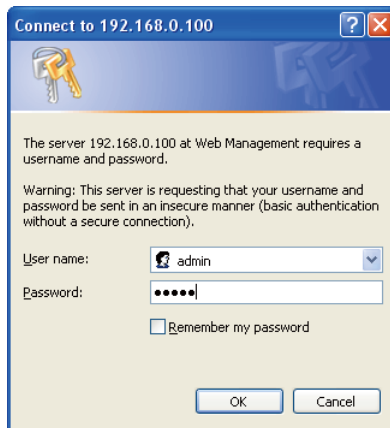 Connect to 192.168.0.100
The server 192.168.0.100 at Web Management requires a
username and password.
Warning: This server is requesting that your username and
password be sent in an insecure manner (basic authentication
without a secure connection).
User name: admin
Password: •••••
Remember my password
OK Cancel